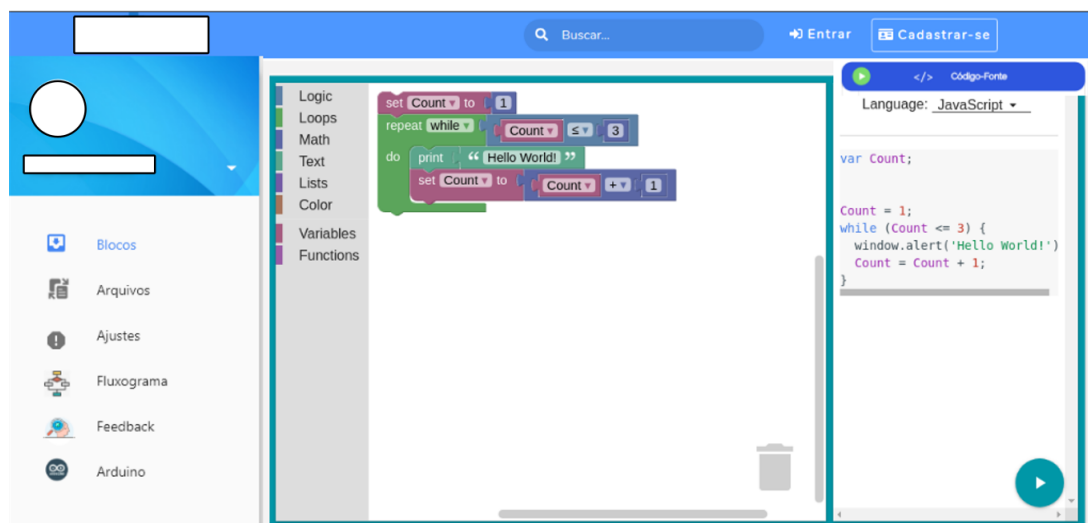 Buscar...
Entrar
Cadastrar-se
Blocos
Arquivos
Ajustes
Fluxograma
Feedback
Arduino
Logic
Loops
Math
Text
Lists
Color
Variables
Functions
set Count to 1
repeat while Count ≤ 3
do print “ Hello World! ”
set Count to Count + 1
</> Código-Fonte
Language: JavaScript
var Count;
Count = 1;
while (Count <= 3) {
window.alert('Hello World!')
Count = Count + 1;
}